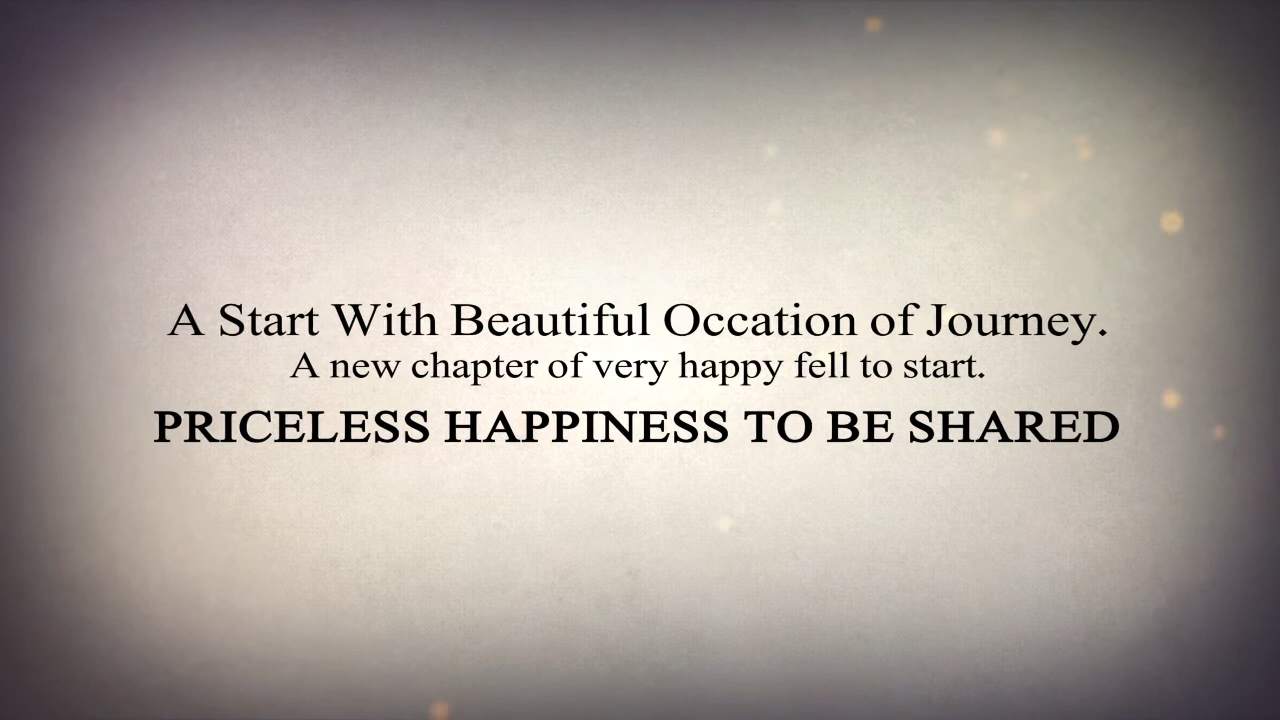 A Start With Beautiful Occation of Journey.
A new chapter of very happy fell to start.
PRICELESS HAPPINESS TO BE SHARED